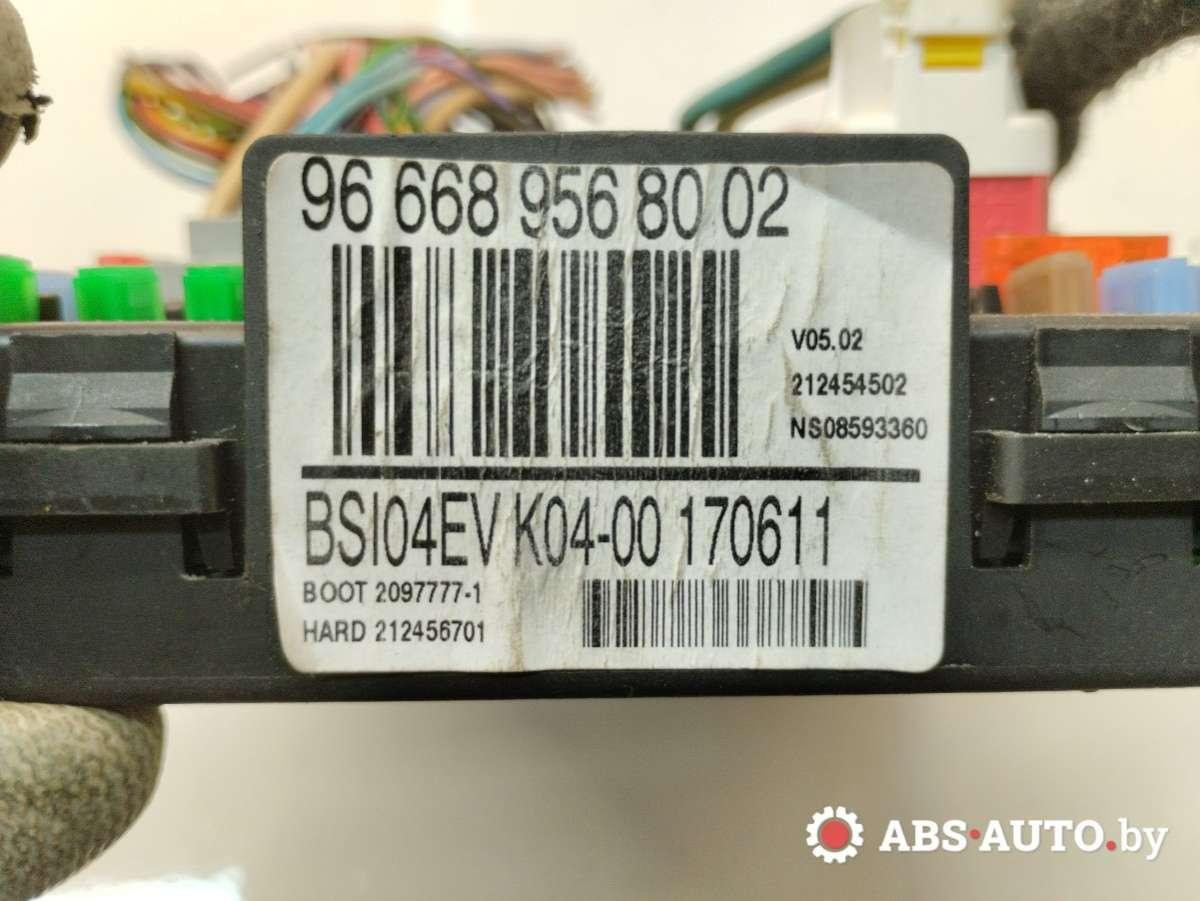 96 668 956 80 02
V05.02
212454502
NS08593360
BSI04EV K04-00 170611
BOOT 2097777-1
HARD 212456701
ABS·AUTO.by